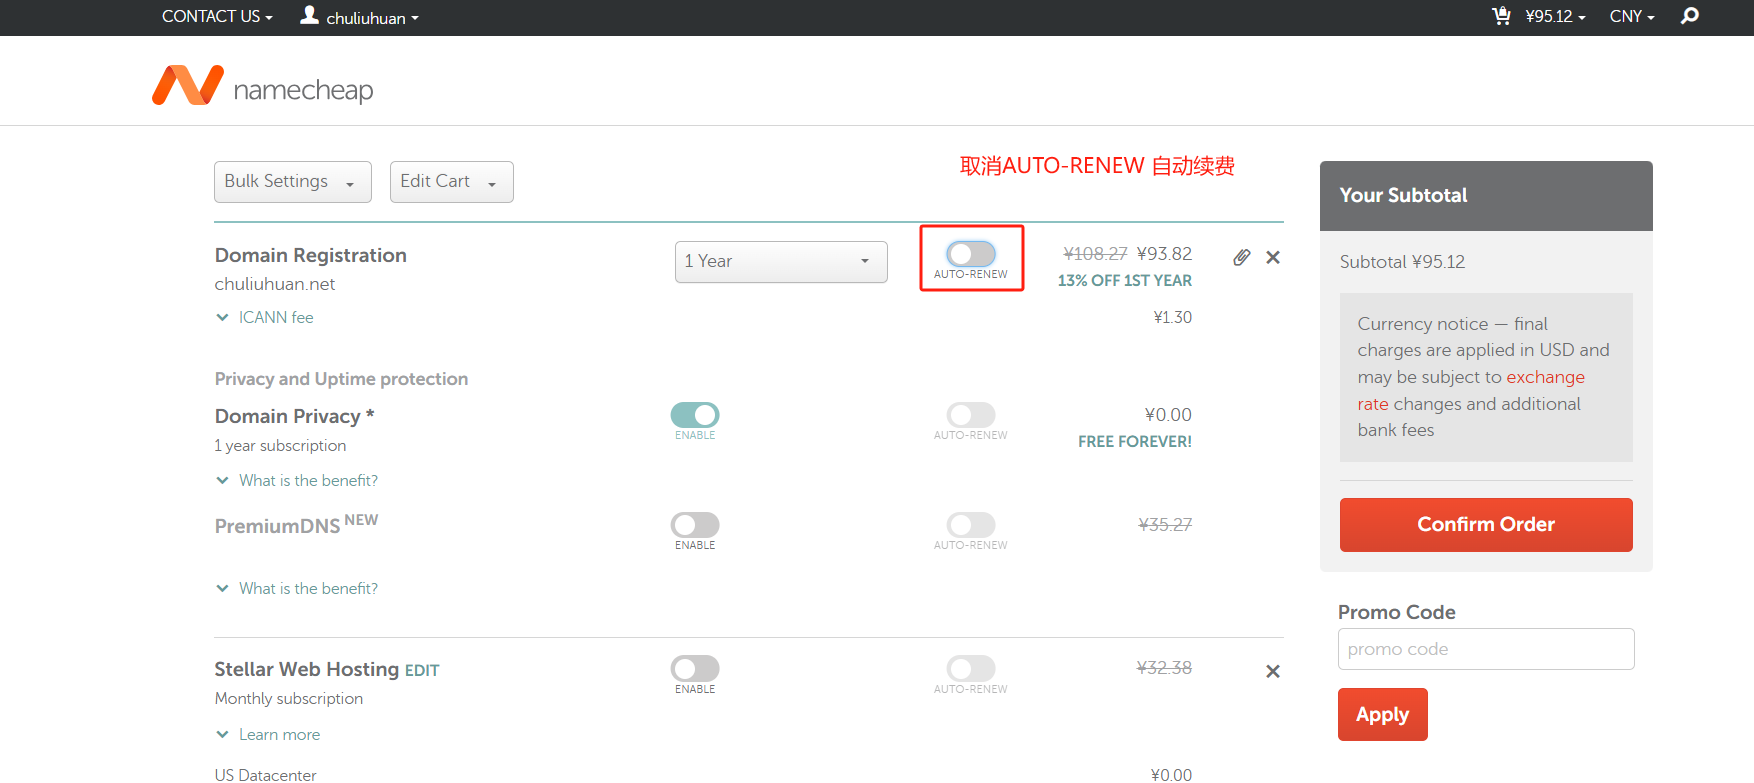 CONTACT US
chuliuhuan
¥95.12
CNY
namecheap
Bulk Settings
Edit Cart
取消AUTO-RENEW 自动续费
Domain Registration
1 Year
AUTO-RENEW
¥108.27 ¥93.82
chuliuhuan.net
13% OFF 1ST YEAR
ICANN fee
¥1.30
Privacy and Uptime protection
Domain Privacy *
ENABLE
AUTO-RENEW
¥0.00
1 year subscription
FREE FOREVER!
What is the benefit?
PremiumDNS NEW
ENABLE
AUTO-RENEW
¥35.27
What is the benefit?
Stellar Web Hosting EDIT
ENABLE
AUTO-RENEW
¥32.38
Monthly subscription
Learn more
US Datacenter
¥0.00
Your Subtotal
Subtotal ¥95.12
Currency notice — final
charges are applied in USD and
may be subject to exchange
rate changes and additional
bank fees
Confirm Order
Promo Code
promo code
Apply